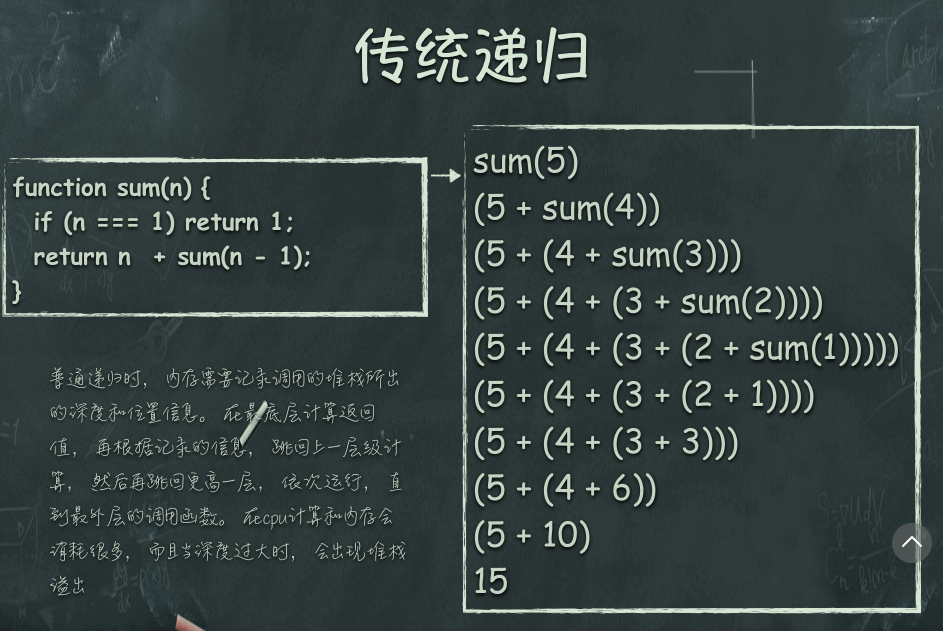 传统递归
function sum(n) {
if (n === 1) return 1;
return n + sum(n - 1);
}
普通递归时，内存需要记录调用的堆栈所出
的深度和位置信息。在最底层计算返回
值，再根据记录的信息，跳回上一层级计
算，然后再跳回更高一层，依次运行，直
到最外层的调用函数。在cpu计算和内存会
消耗很多，而且当深度过大时，会出现堆栈
溢出
sum(5)
(5 + sum(4))
(5 + (4 + sum(3)))
(5 + (4 + (3 + sum(2))))
(5 + (4 + (3 + (2 + sum(1)))))
(5 + (4 + (3 + (2 + 1))))
(5 + (4 + (3 + 3)))
(5 + (4 + 6))
(5 + 10)
15